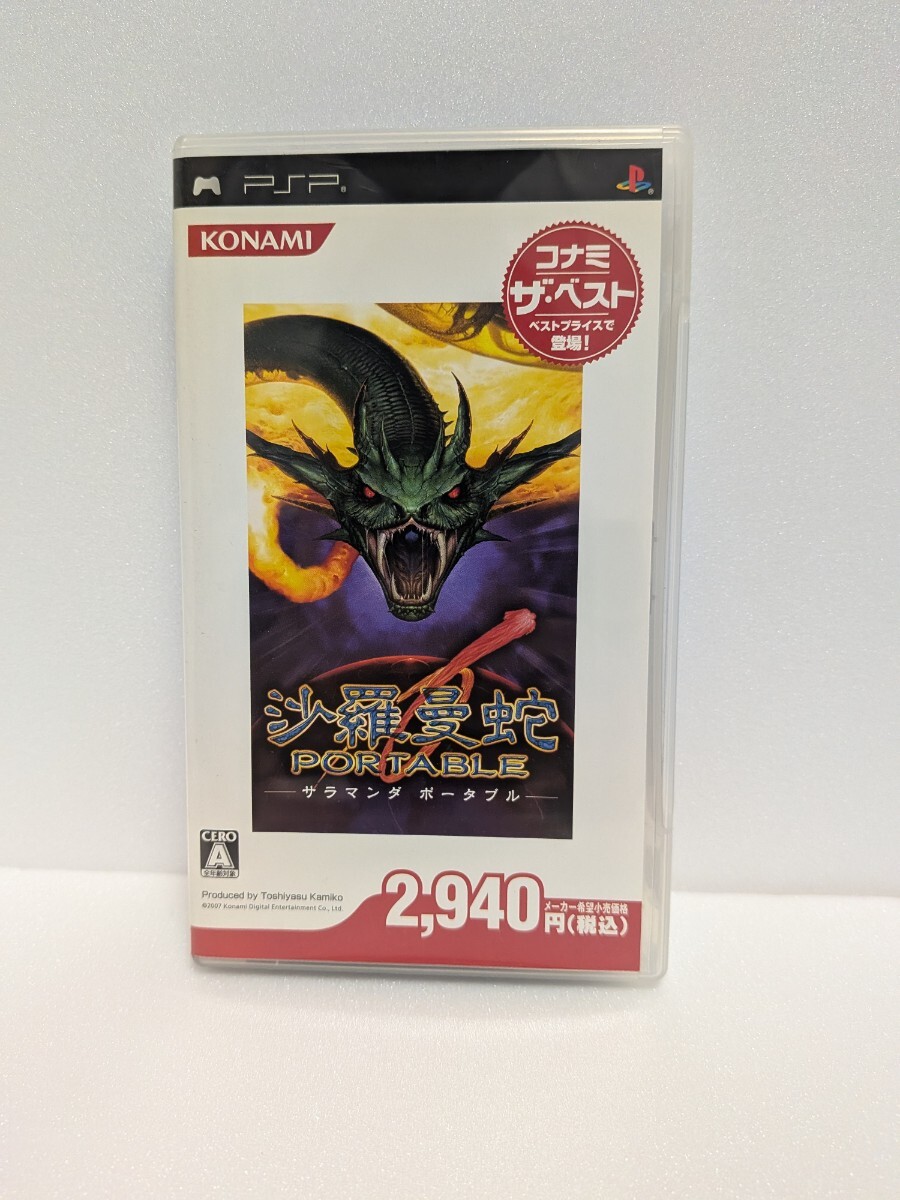 PSP
KONAMI
コナミ
ザ・ベスト
ベストプライスで
登場!
沙羅曼蛇
PORTABLE
サラマンダ ポータブル
CERO
A
全年齢対象
Produced by Toshiyasu Kamiko
©2007 Konami Digital Entertainment Co., Ltd.
メーカー希望小売価格
2,940円(税込)